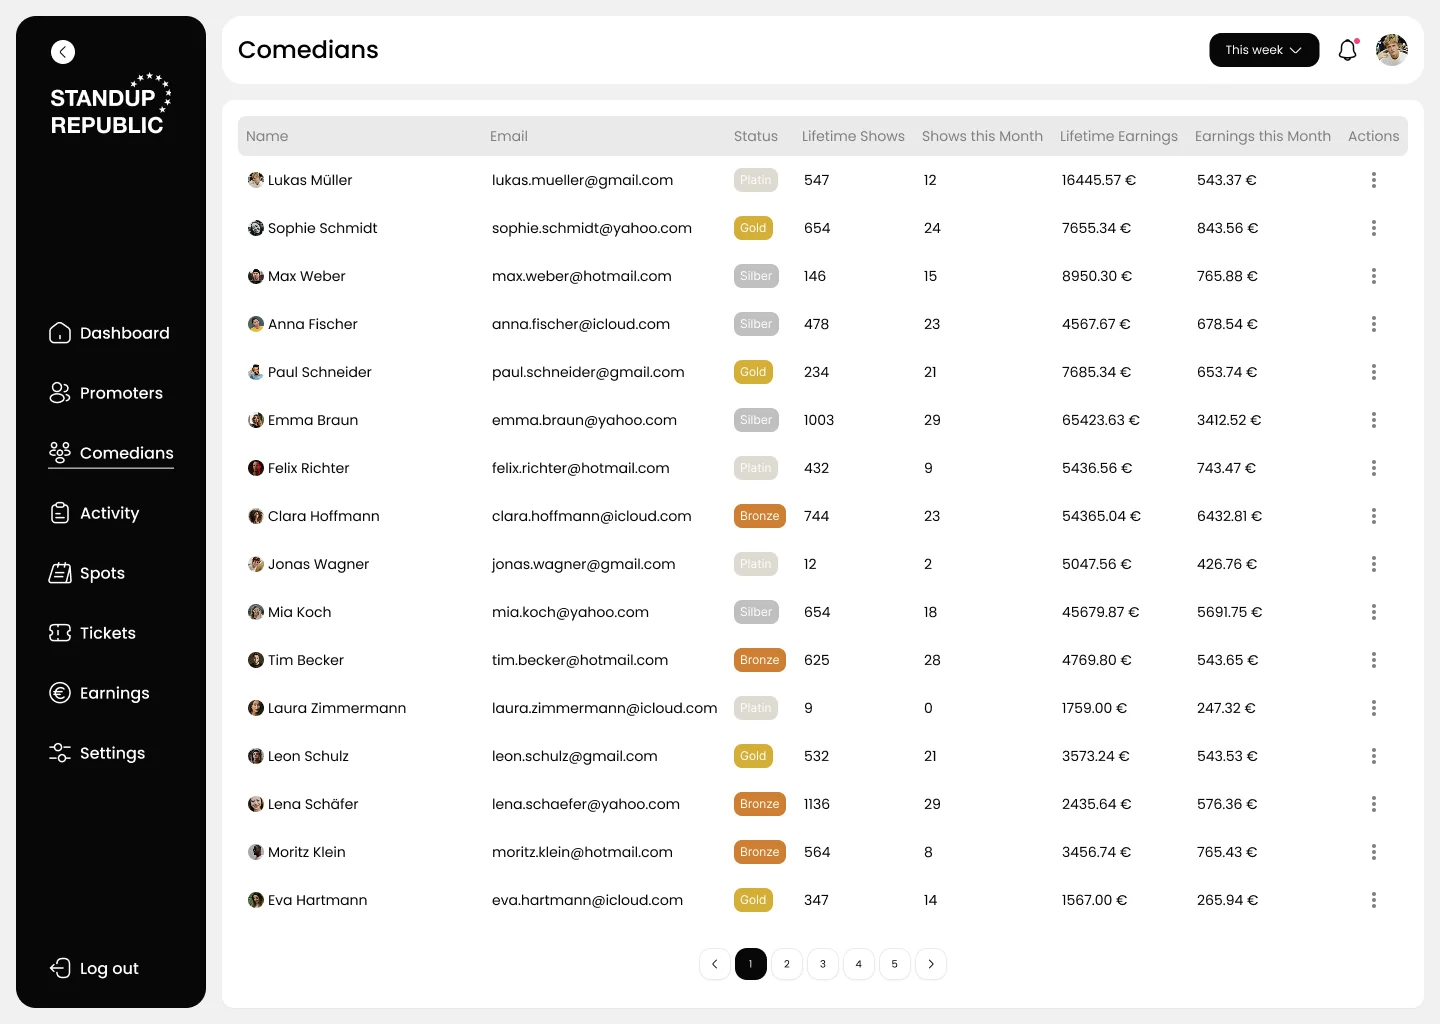 STANDUP
REPUBLIC
Dashboard
Promoters
Comedians
Activity
Spots
Tickets
Earnings
Settings
Log out
Comedians
This week
Name Email Status Lifetime Shows Shows this Month Lifetime Earnings Earnings this Month Actions
Lukas Müller lukas.mueller@gmail.com Platin 547 12 16445.57 € 543.37 €
Sophie Schmidt sophie.schmidt@yahoo.com Gold 654 24 7655.34 € 843.56 €
Max Weber max.weber@hotmail.com Silber 146 15 8950.30 € 765.88 €
Anna Fischer anna.fischer@icloud.com Silber 478 23 4567.67 € 678.54 €
Paul Schneider paul.schneider@gmail.com Gold 234 21 7685.34 € 653.74 €
Emma Braun emma.braun@yahoo.com Silber 1003 29 65423.63 € 3412.52 €
Felix Richter felix.richter@hotmail.com Platin 432 9 5436.56 € 743.47 €
Clara Hoffmann clara.hoffmann@icloud.com Bronze 744 23 54365.04 € 6432.81 €
Jonas Wagner jonas.wagner@gmail.com Platin 12 2 5047.56 € 426.76 €
Mia Koch mia.koch@yahoo.com Silber 654 18 45679.87 € 5691.75 €
Tim Becker tim.becker@hotmail.com Bronze 625 28 4769.80 € 543.65 €
Laura Zimmermann laura.zimmermann@icloud.com Platin 9 0 1759.00 € 247.32 €
Leon Schulz leon.schulz@gmail.com Gold 532 21 3573.24 € 543.53 €
Lena Schäfer lena.schaefer@yahoo.com Bronze 1136 29 2435.64 € 576.36 €
Moritz Klein moritz.klein@hotmail.com Bronze 564 8 3456.74 € 765.43 €
Eva Hartmann eva.hartmann@icloud.com Gold 347 14 1567.00 € 265.94 €
1 2 3 4 5